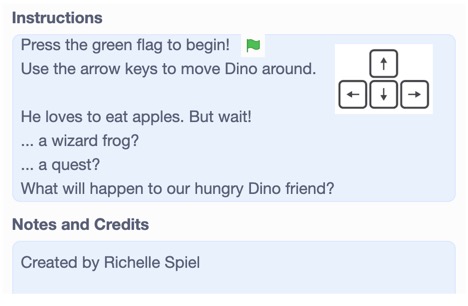 Instructions
Press the green flag to begin!
Use the arrow keys to move Dino around.
He loves to eat apples. But wait!
... a wizard frog?
... a quest?
What will happen to our hungry Dino friend?
Notes and Credits
Created by Richelle Spiel